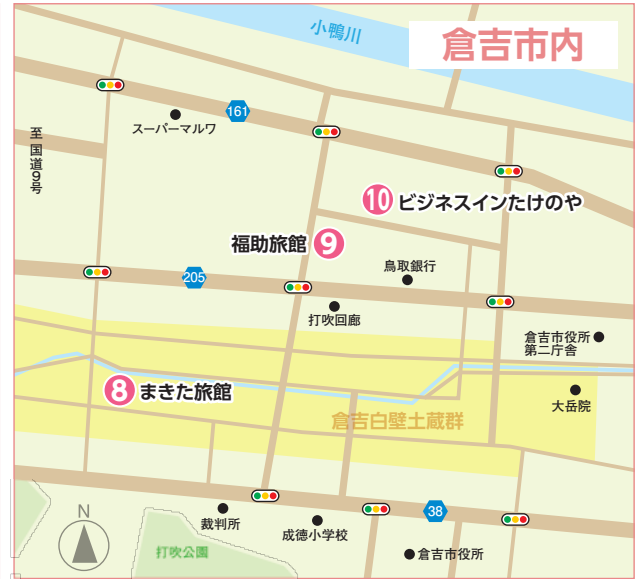 小鴨川
倉吉市内
161
スーパーマルワ
至国道9号
10 ビジネスインたけのや
福助旅館 9
鳥取銀行
205
打吹回廊
倉吉市役所
第二庁舎
8 まきた旅館
大岳院
倉吉白壁土蔵群
N
裁判所
38
成徳小学校
打吹公園
倉吉市役所